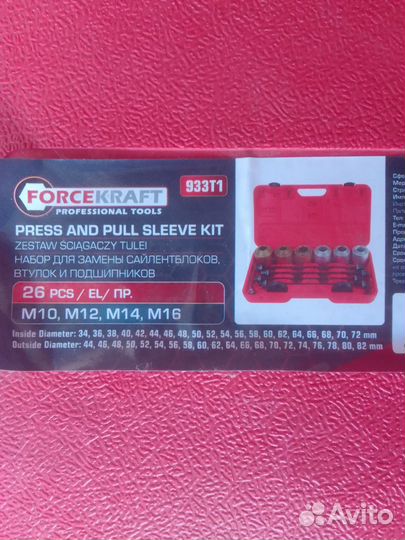 FORCEKRAFT
PROFESSIONAL TOOLS
933T1
PRESS AND PULL SLEEVE KIT
ZESTAW ŚCIĄGACZY TULEI
НАБОР ДЛЯ ЗАМЕНЫ САЙЛЕНТБЛОКОВ,
ВТУЛОК И ПОДШИПНИКОВ
26 PCS / EL/ ПР.
M10, M12, M14, M16
Inside Diameter: 34, 36, 38, 40, 42, 44, 46, 48, 50, 52, 54, 56, 58, 60, 62, 64, 66, 68, 70, 72 mm
Outside Diameter: 44, 46, 48, 50, 52, 54, 56, 58, 60, 62, 64, 66, 68, 70, 72, 74, 76, 78, 80, 82 mm
Avito